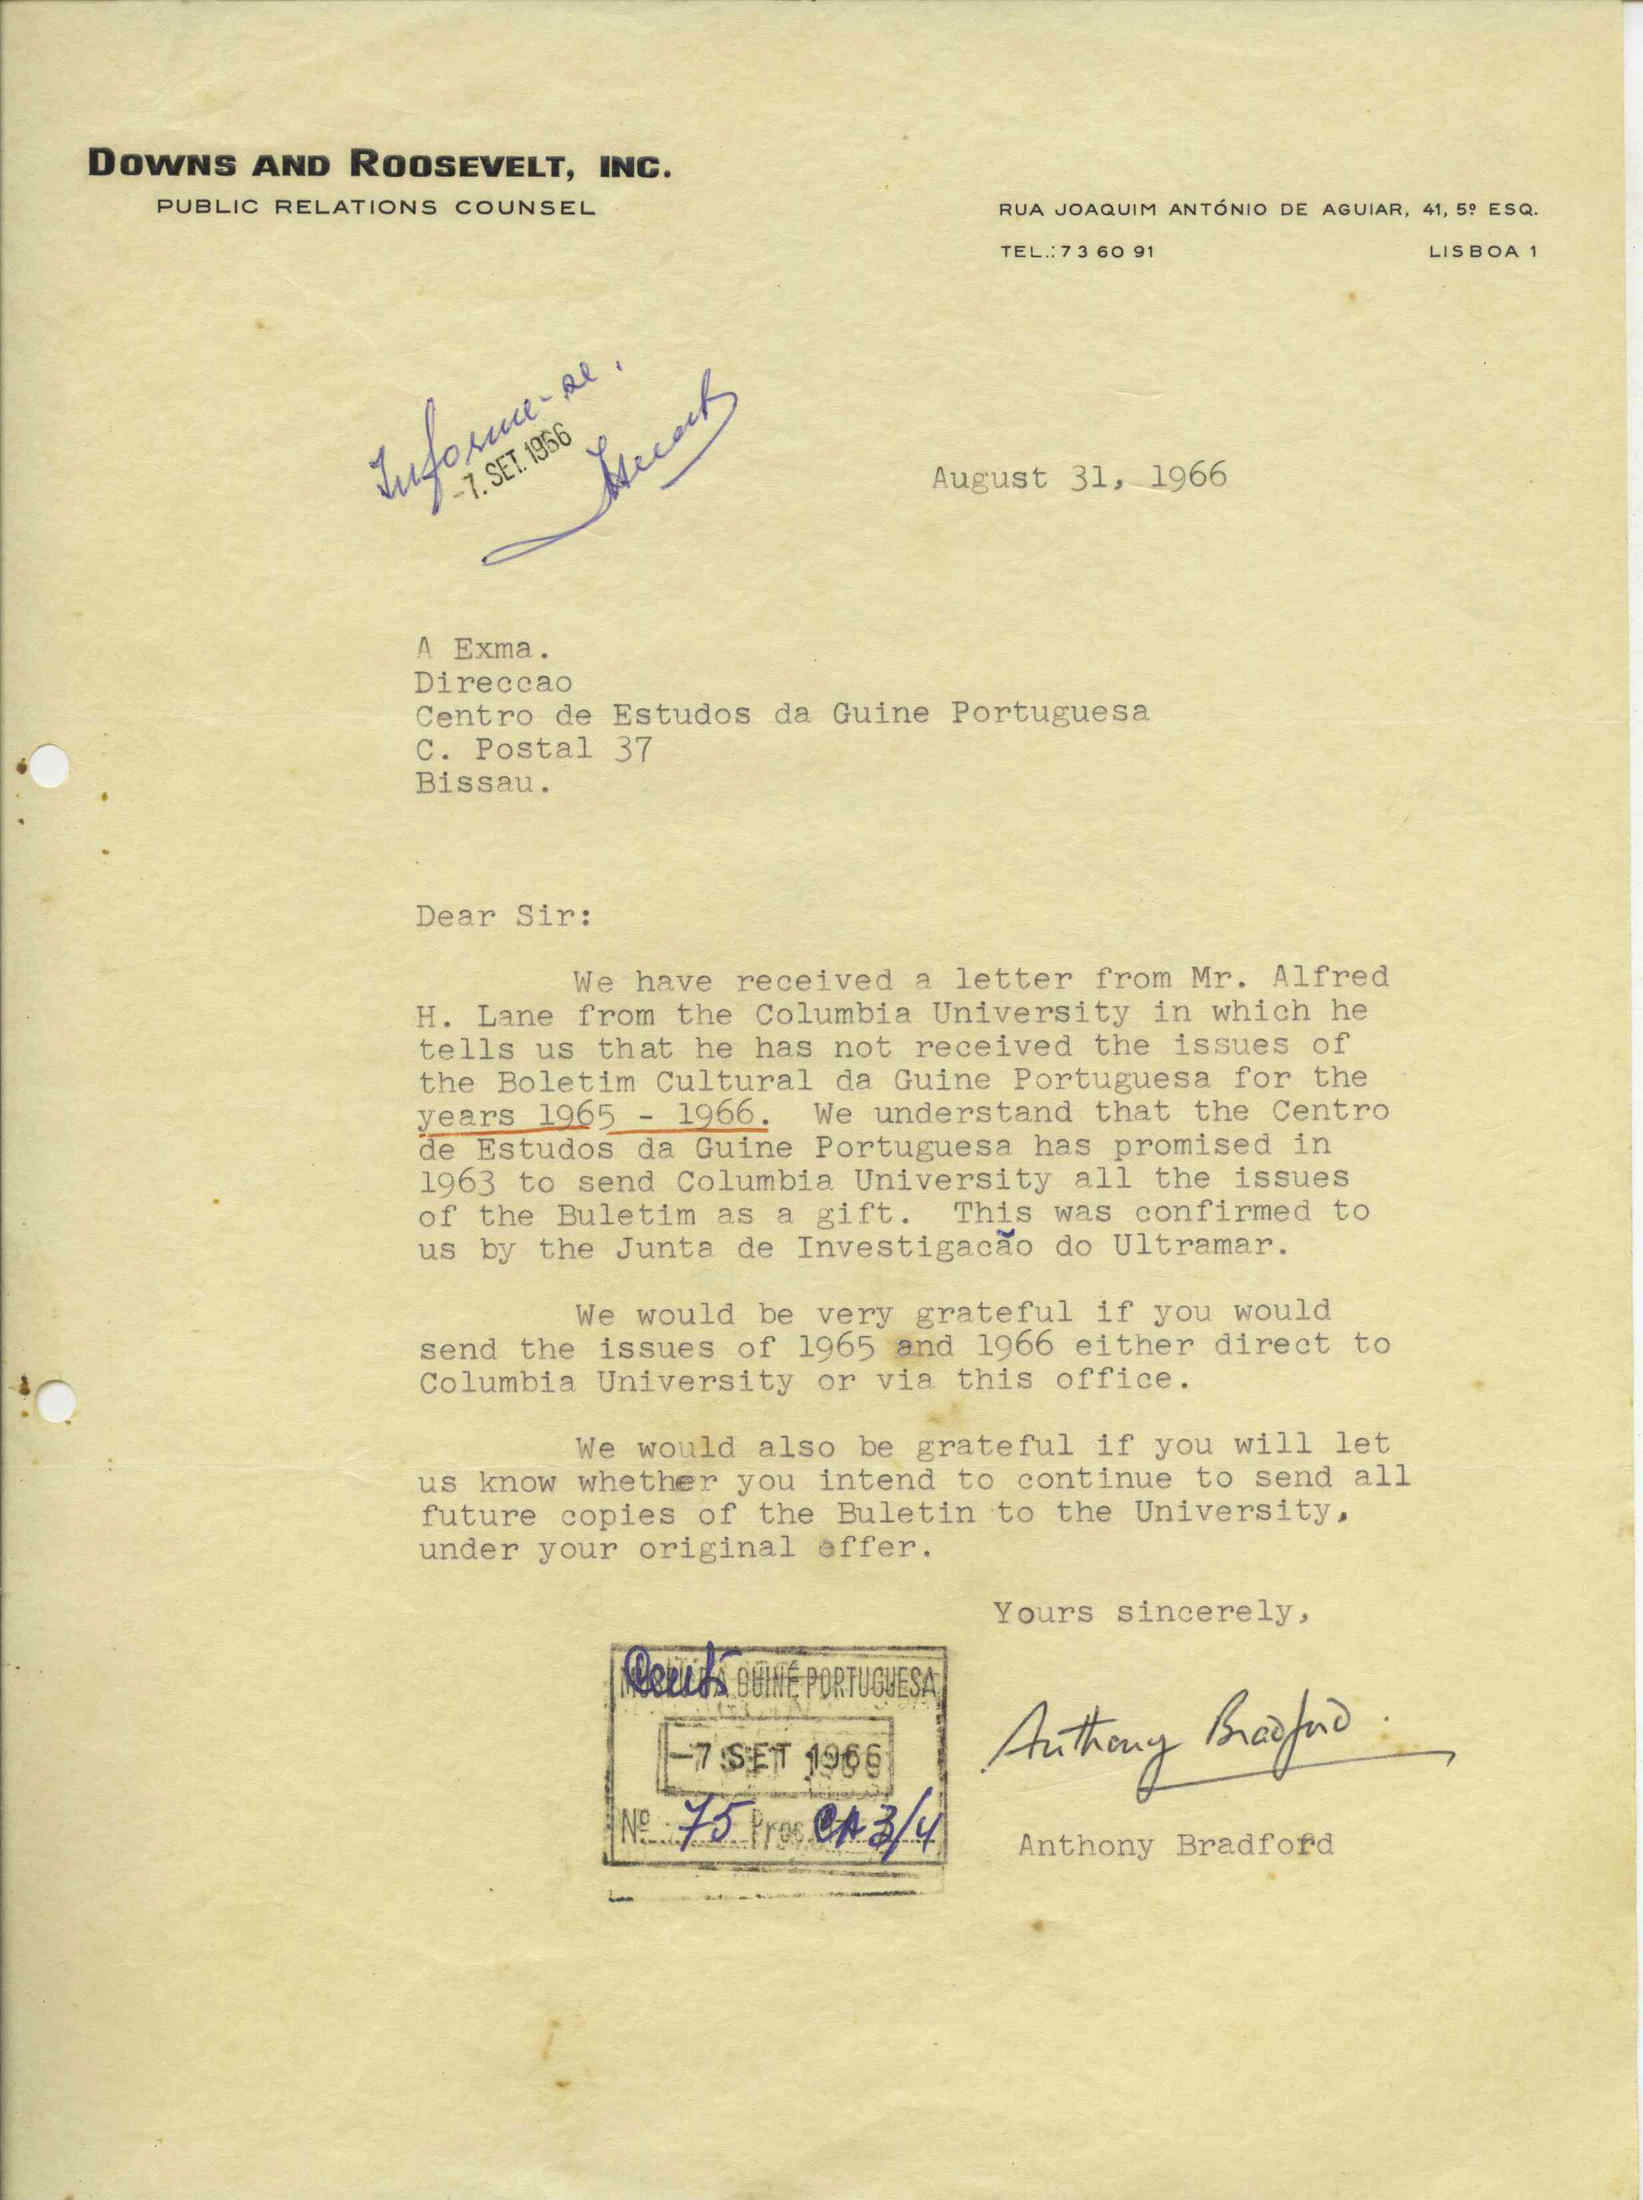 DOWNS AND ROOSEVELT, INC.
PUBLIC RELATIONS COUNSEL
RUA JOAQUIM ANTÓNIO DE AGUIAR, 41, 5º ESQ.
TEL.: 7 3 60 91 LISBOA 1
Informe-se.
-7. SET. 1966
August 31, 1966
A Exma.
Direccao
Centro de Estudos da Guine Portuguesa
C. Postal 37
Bissau.
Dear Sir:
We have received a letter from Mr. Alfred
H. Lane from the Columbia University in which he
tells us that he has not received the issues of
the Boletim Cultural da Guine Portuguesa for the
years 1965 - 1966. We understand that the Centro
de Estudos da Guine Portuguesa has promised in
1963 to send Columbia University all the issues
of the Buletim as a gift. This was confirmed to
us by the Junta de Investigacão do Ultramar.
We would be very grateful if you would
send the issues of 1965 and 1966 either direct to
Columbia University or via this office.
We would also be grateful if you will let
us know whether you intend to continue to send all
future copies of the Buletin to the University,
under your original offer.
Yours sincerely,
DA GUINÉ PORTUGUESA
-7 SET 1966
Nº 75 Proc. CA 3/4
Anthony Bradford.
Anthony Bradford